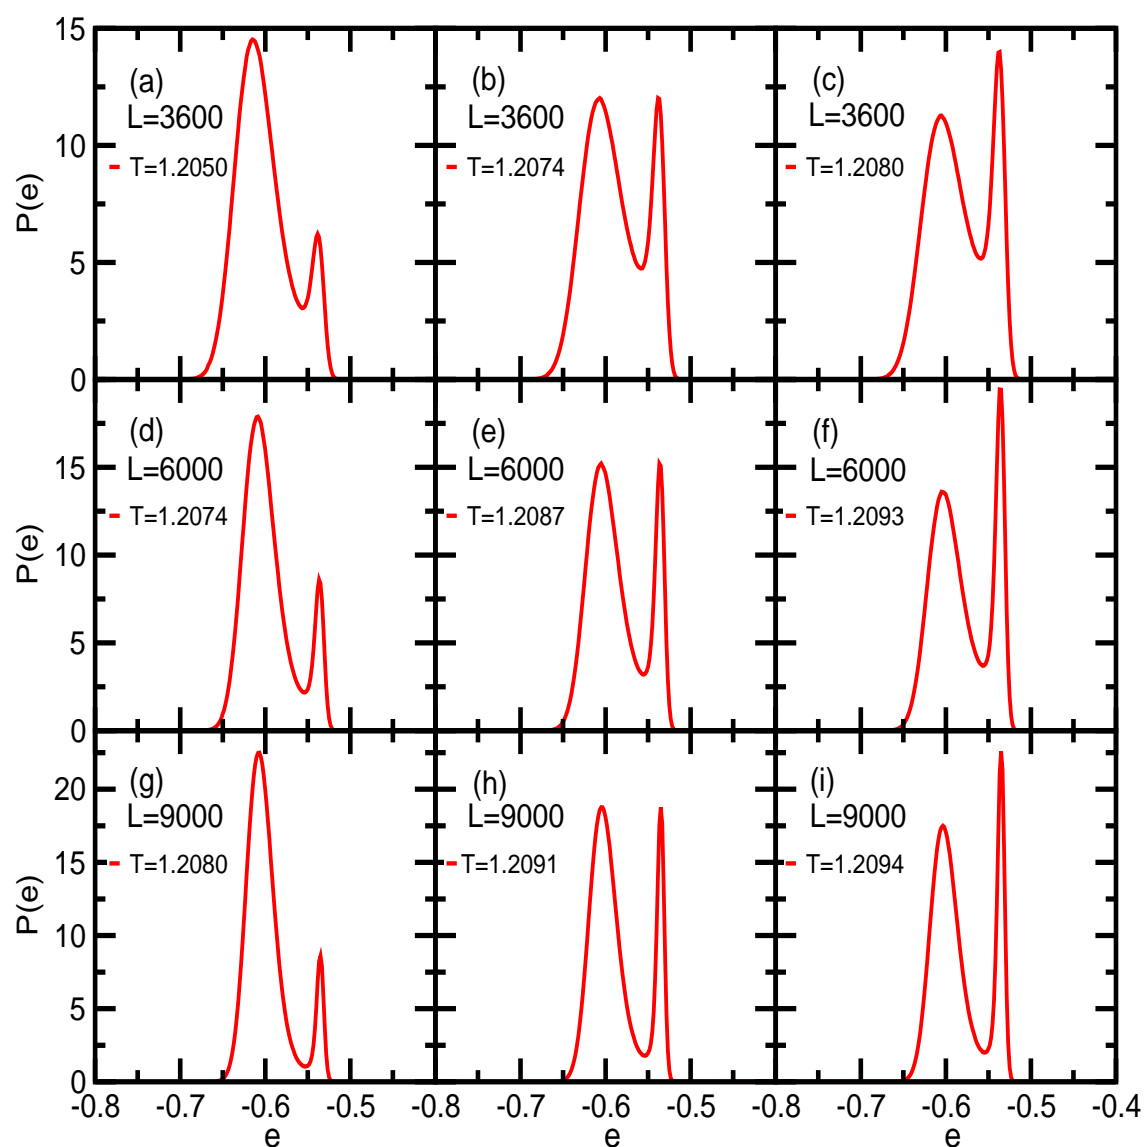 15
10
5
0
P(e)
(a)
L=3600
T=1.2050
(b)
L=3600
T=1.2074
(c)
L=3600
T=1.2080
15
10
5
0
P(e)
(d)
L=6000
T=1.2074
(e)
L=6000
T=1.2087
(f)
L=6000
T=1.2093
20
15
10
5
0
P(e)
(g)
L=9000
T=1.2080
(h)
L=9000
T=1.2091
(i)
L=9000
T=1.2094
-0.8 -0.7 -0.6 -0.5 -0.8 -0.7 -0.6 -0.5 -0.8 -0.7 -0.6 -0.5 -0.4
e e e